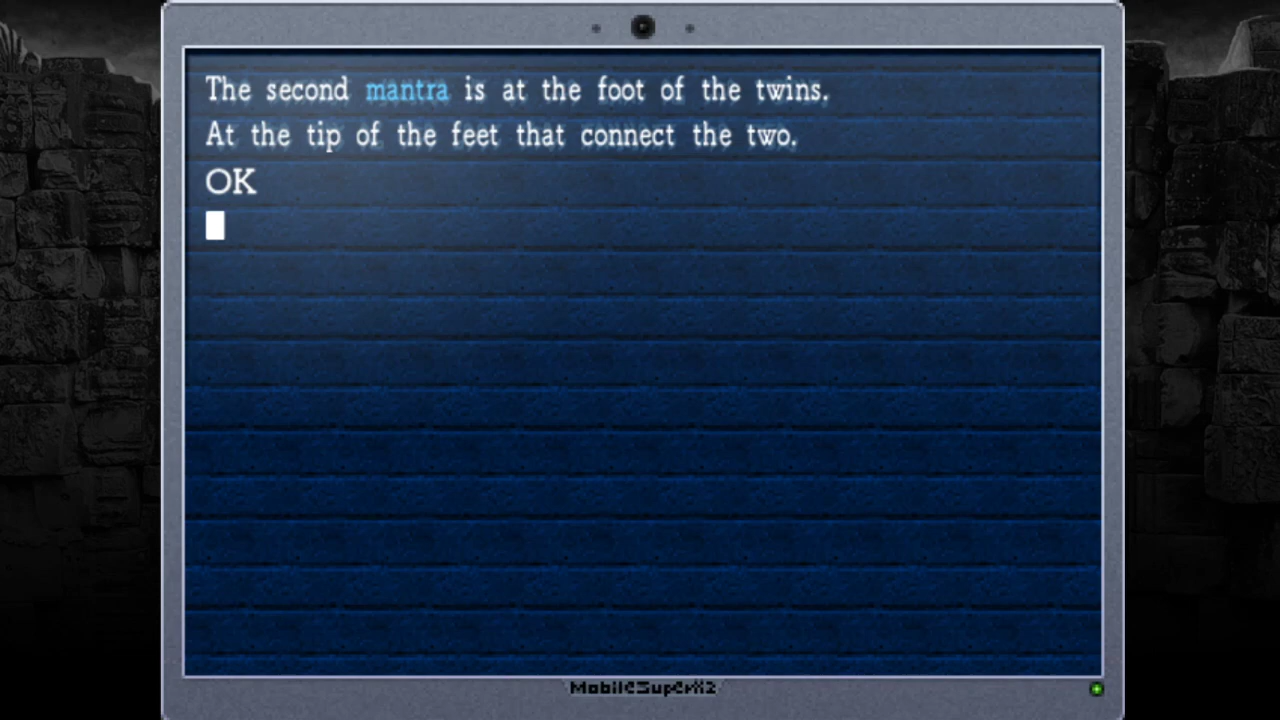 The second mantra is at the foot of the twins.
At the tip of the feet that connect the two.
OK
MobileSuperX2